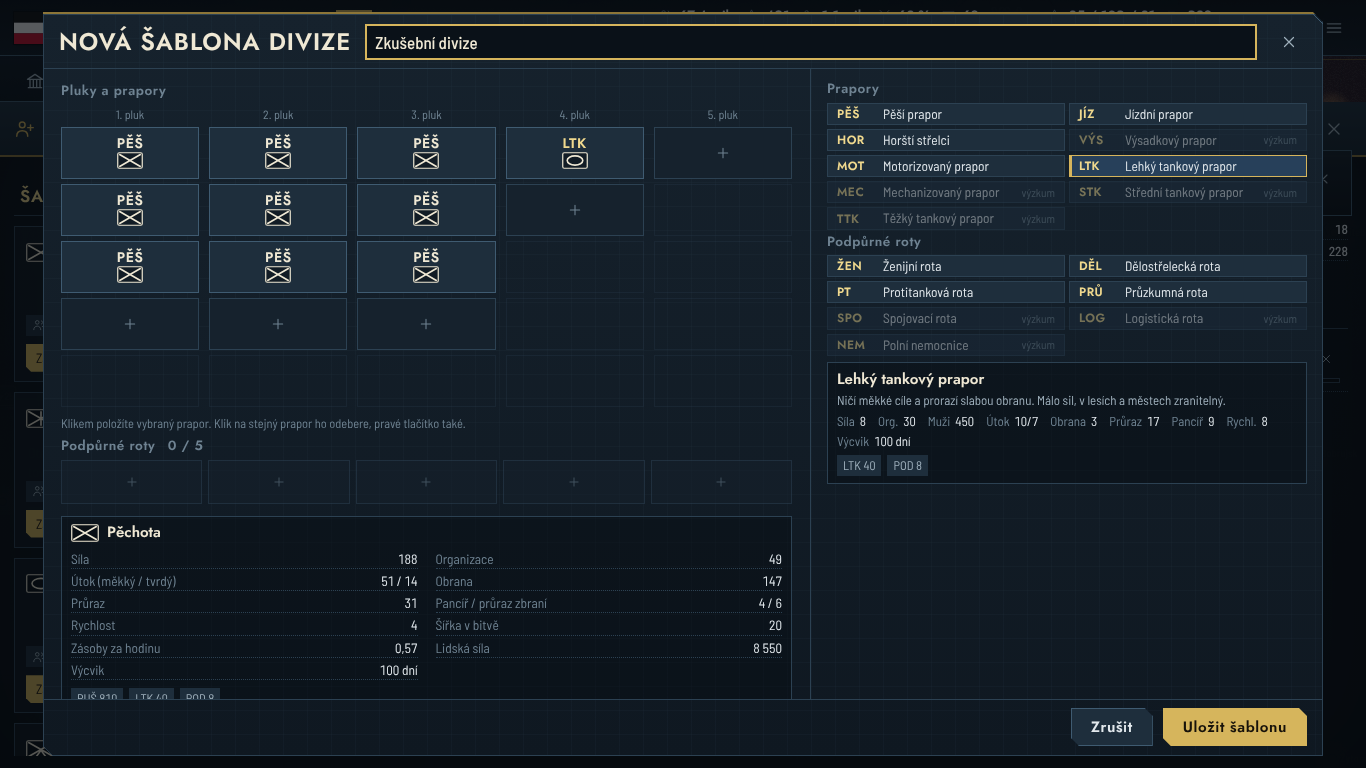 NOVÁ ŠABLONA DIVIZE
Zkušební divize
Pluky a prapory
1. pluk 2. pluk 3. pluk 4. pluk 5. pluk
PĚŠ PĚŠ PĚŠ LTK +
PĚŠ PĚŠ PĚŠ +
PĚŠ PĚŠ PĚŠ
+ + +
Klikem položíte vybraný prapor. Klik na stejný prapor ho odebere, pravé tlačítko také.
Podpůrné roty 0 / 5
+ + + + +
Pěchota
Síla 188 Organizace 49
Útok (měkký / tvrdý) 51 / 14 Obrana 147
Průraz 31 Pancíř / průraz zbraní 4 / 6
Rychlost 4 Šířka v bitvě 20
Zásoby za hodinu 0,57 Lidská síla 8 550
Výcvik 100 dní
PUŠ 810 LTK 40 POD 8
Prapory
PĚŠ Pěší prapor JÍZ Jízdní prapor
HOR Horští střelci VÝS Výsadkový prapor výzkum
MOT Motorizovaný prapor LTK Lehký tankový prapor
MEC Mechanizovaný prapor výzkum STK Střední tankový prapor výzkum
TTK Těžký tankový prapor výzkum
Podpůrné roty
ŽEN Ženijní rota DĚL Dělostřelecká rota
PT Protitanková rota PRŮ Průzkumná rota
SPO Spojovací rota výzkum LOG Logistická rota výzkum
NEM Polní nemocnice výzkum
Lehký tankový prapor
Ničí měkké cíle a prorazí slabou obranu. Málo sil, v lesích a městech zranitelný.
Síla 8 Org. 30 Muži 450 Útok 10/7 Obrana 3 Průraz 17 Pancíř 9 Rychl. 8
Výcvik 100 dní
LTK 40 POD 8
18
228
Zrušit Uložit šablonu